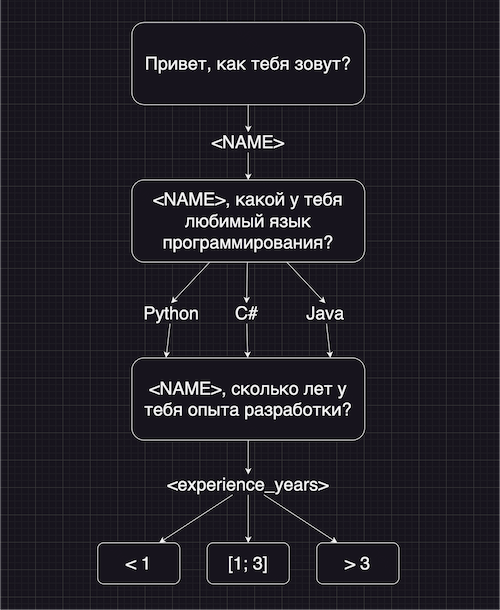 Привет, как тебя зовут?
<NAME>
<NAME>, какой у тебя
любимый язык
программирования?
Python C# Java
<NAME>, сколько лет у
тебя опыта разработки?
<experience_years>
< 1 [1; 3] > 3